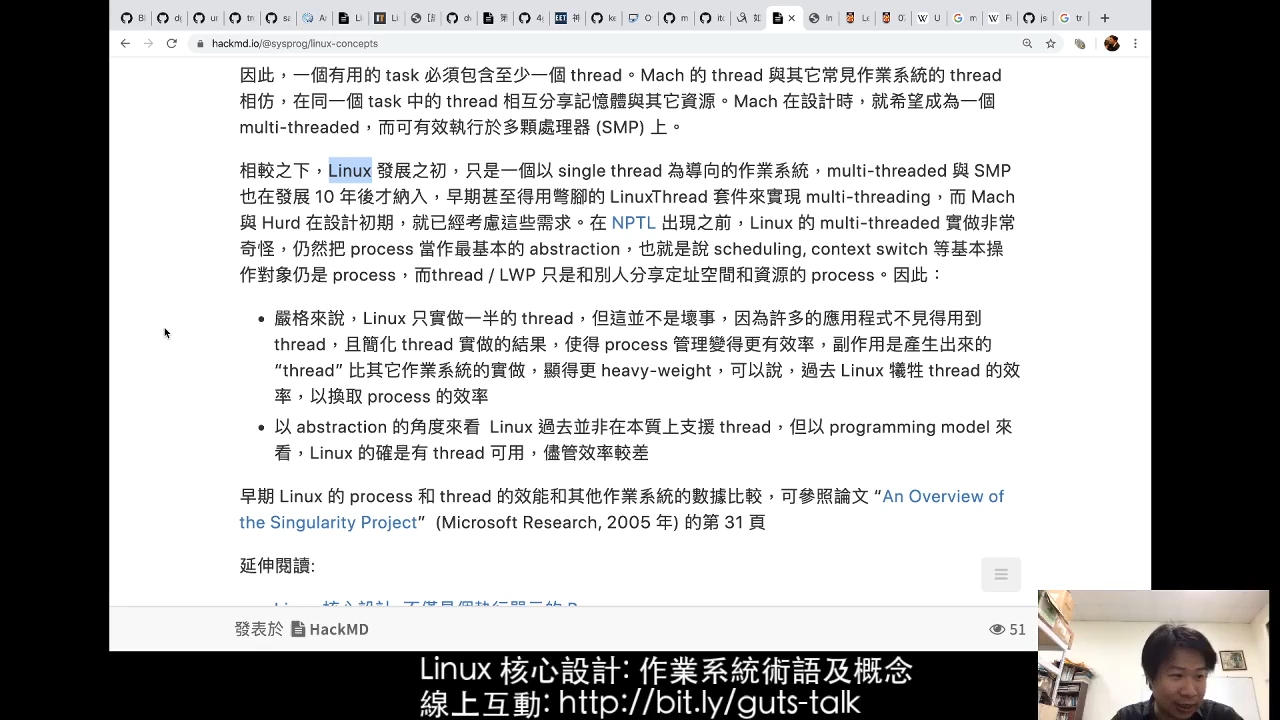 hackmd.io/@sysprog/linux-concepts
因此，一個有用的 task 必須包含至少一個 thread。Mach 的 thread 與其它常見作業系統的 thread
相仿，在同一個 task 中的 thread 相互分享記憶體與其它資源。Mach 在設計時，就希望成為一個
multi-threaded，而可有效執行於多顆處理器 (SMP) 上。
相較之下，Linux 發展之初，只是一個以 single thread 為導向的作業系統，multi-threaded 與 SMP
也在發展 10 年後才納入，早期甚至得用彆腳的 LinuxThread 套件來實現 multi-threading，而 Mach
與 Hurd 在設計初期，就已經考慮這些需求。在 NPTL 出現之前，Linux 的 multi-threaded 實做非常
奇怪，仍然把 process 當作最基本的 abstraction，也就是說 scheduling, context switch 等基本操
作對象仍是 process，而thread / LWP 只是和別人分享定址空間和資源的 process。因此：
• 嚴格來說，Linux 只實做一半的 thread，但這並不是壞事，因為許多的應用程式不見得用到
thread，且簡化 thread 實做的結果，使得 process 管理變得更有效率，副作用是產生出來的
“thread” 比其它作業系統的實做，顯得更 heavy-weight，可以說，過去 Linux 犧牲 thread 的效
率，以換取 process 的效率
• 以 abstraction 的角度來看 Linux 過去並非在本質上支援 thread，但以 programming model 來
看，Linux 的確是有 thread 可用，儘管效率較差
早期 Linux 的 process 和 thread 的效能和其他作業系統的數據比較，可參照論文 “An Overview of
the Singularity Project” (Microsoft Research, 2005 年) 的第 31 頁
延伸閱讀:
發表於 HackMD
51
Linux 核心設計: 作業系統術語及概念
線上互動: http://bit.ly/guts-talk